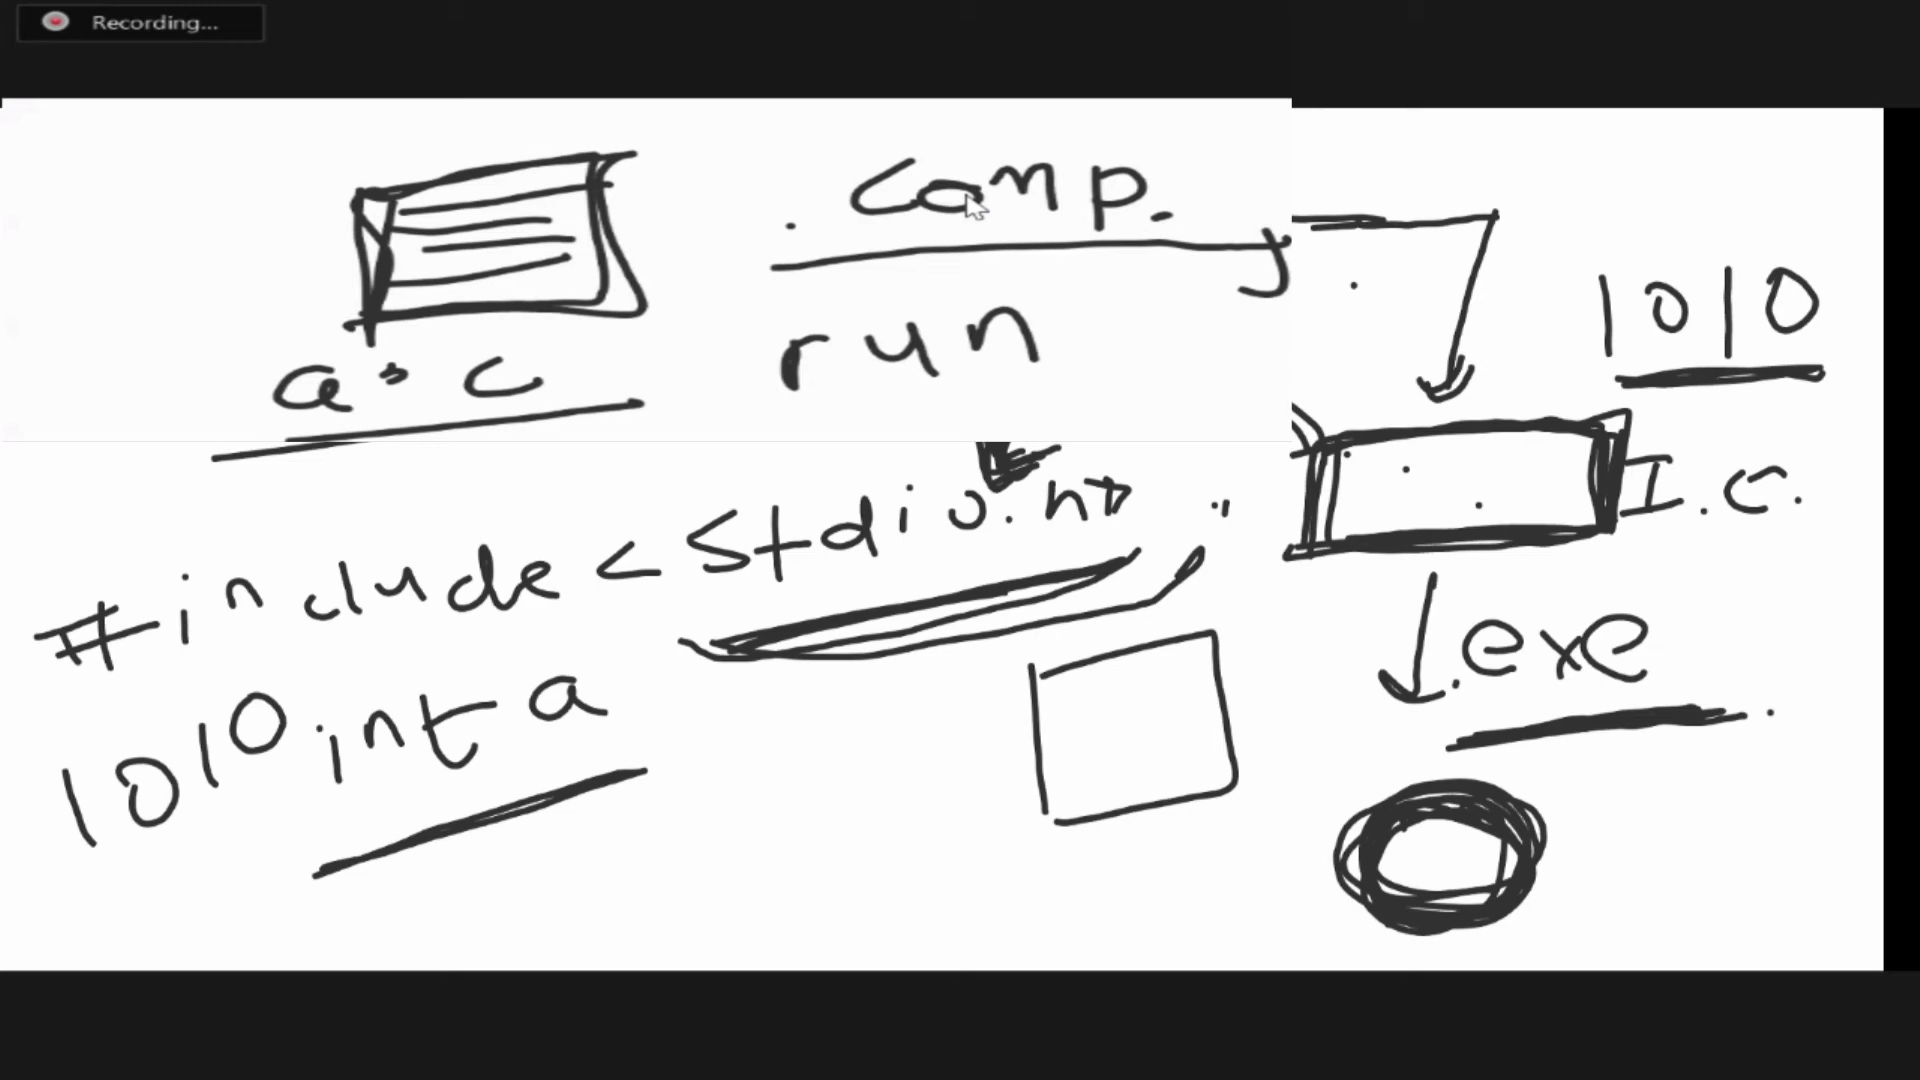 Recording...
comp.
run
a.c
1010
I.C.
#include <stdio.h>
.exe
1010 int a